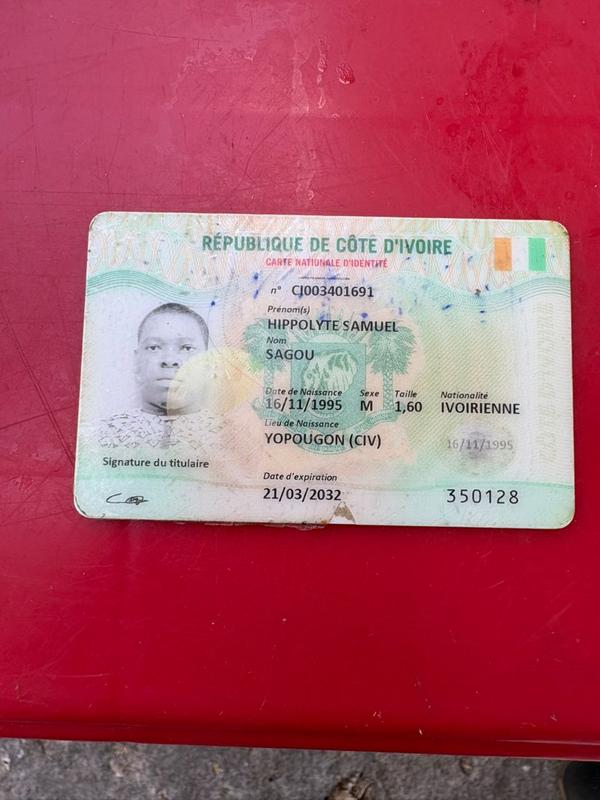 RÉPUBLIQUE DE CÔTE D'IVOIRE
CARTE NATIONALE D'IDENTITÉ
n° CI003401691
Prénom(s)
HIPPOLYTE SAMUEL
Nom
SAGOU
Date de Naissance Sexe Taille Nationalité
16/11/1995 M 1,60 IVOIRIENNE
Lieu de Naissance
YOPOUGON (CIV)
16/11/1995
Signature du titulaire
Date d'expiration
21/03/2032
350128